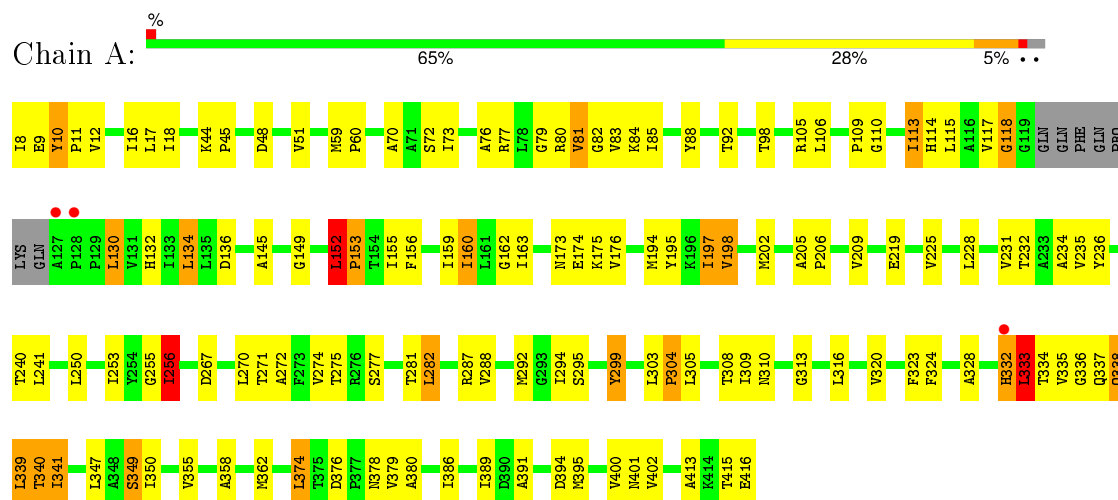 %
Chain A:
65% 28% 5% • •
I8 E9 Y10 P11 V12 I16 L17 I18 K44 P45 D48 V51 M59 P60 A70 A71 S72 I73 A76 R77 L78 G79 R80 V81 G82 V83 K84 I85 Y88 T92 T98 R105 L106 P109 G110 I113 H114 L115 A116 V117 G118 G119 GLN GLN PHE GLN PRO
LYS GLN A127 P128 P129 L130 V131 H132 I133 L134 L135 D136 A145 G149 L152 P153 T154 I155 F156 I159 I160 L161 G162 I163 N173 E174 K175 V176 M194 Y195 K196 I197 V198 M202 A205 P206 V209 E219 V225 L228 V231 T232 A233 A234 V235 Y236
T240 L241 L250 I253 Y254 G255 I256 D267 L270 T271 A272 F273 V274 T275 R276 S277 T281 L282 R287 V288 M292 G293 I294 S295 Y299 L303 P304 L305 T308 I309 N310 G313 L316 V320 F323 F324 A328 H332 L333 T334 V335 G336 Q337
L339 T340 I341 L347 A348 S349 I350 V355 A358 M362 L374 T375 D376 P377 N378 V379 A380 I386 I389 D390 A391 D394 M395 V400 N401 V402 A413 K414 T415 E416